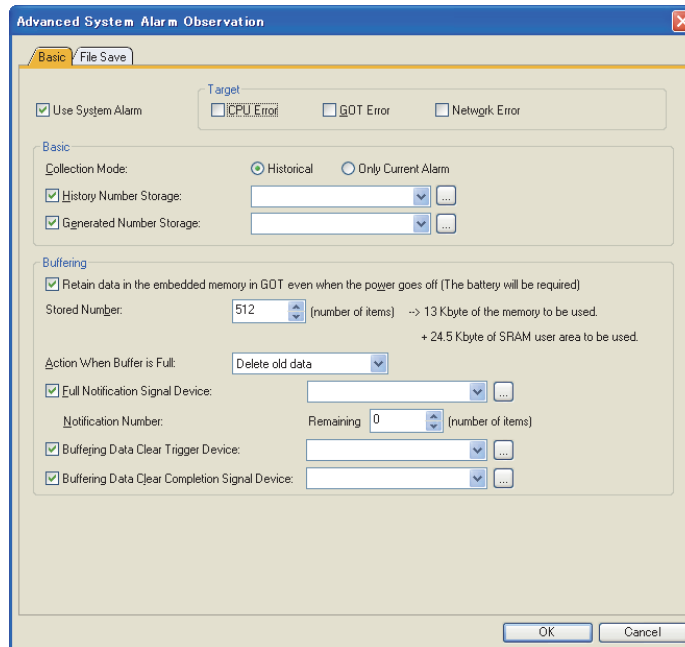 Advanced System Alarm Observation
Basic File Save
Target
Use System Alarm CPU Error GOT Error Network Error
Basic
Collection Mode: Historical Only Current Alarm
History Number Storage: ...
Generated Number Storage: ...
Buffering
Retain data in the embedded memory in GOT even when the power goes off (The battery will be required)
Stored Number: 512 (number of items) --> 13 Kbyte of the memory to be used.
+ 24.5 Kbyte of SRAM user area to be used.
Action When Buffer is Full: Delete old data
Full Notification Signal Device: ...
Notification Number: Remaining 0 (number of items)
Buffering Data Clear Trigger Device: ...
Buffering Data Clear Completion Signal Device: ...
OK Cancel